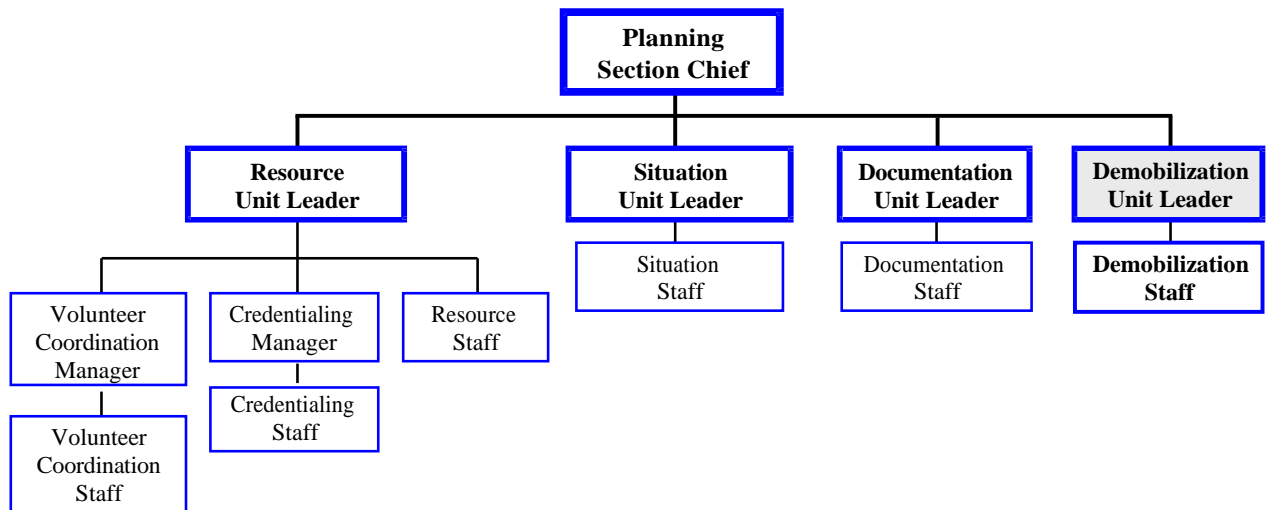 Planning
Section Chief
Resource
Unit Leader
Situation
Unit Leader
Documentation
Unit Leader
Demobilization
Unit Leader
Situation
Staff
Documentation
Staff
Demobilization
Staff
Volunteer
Coordination
Manager
Credentialing
Manager
Resource
Staff
Credentialing
Staff
Volunteer
Coordination
Staff